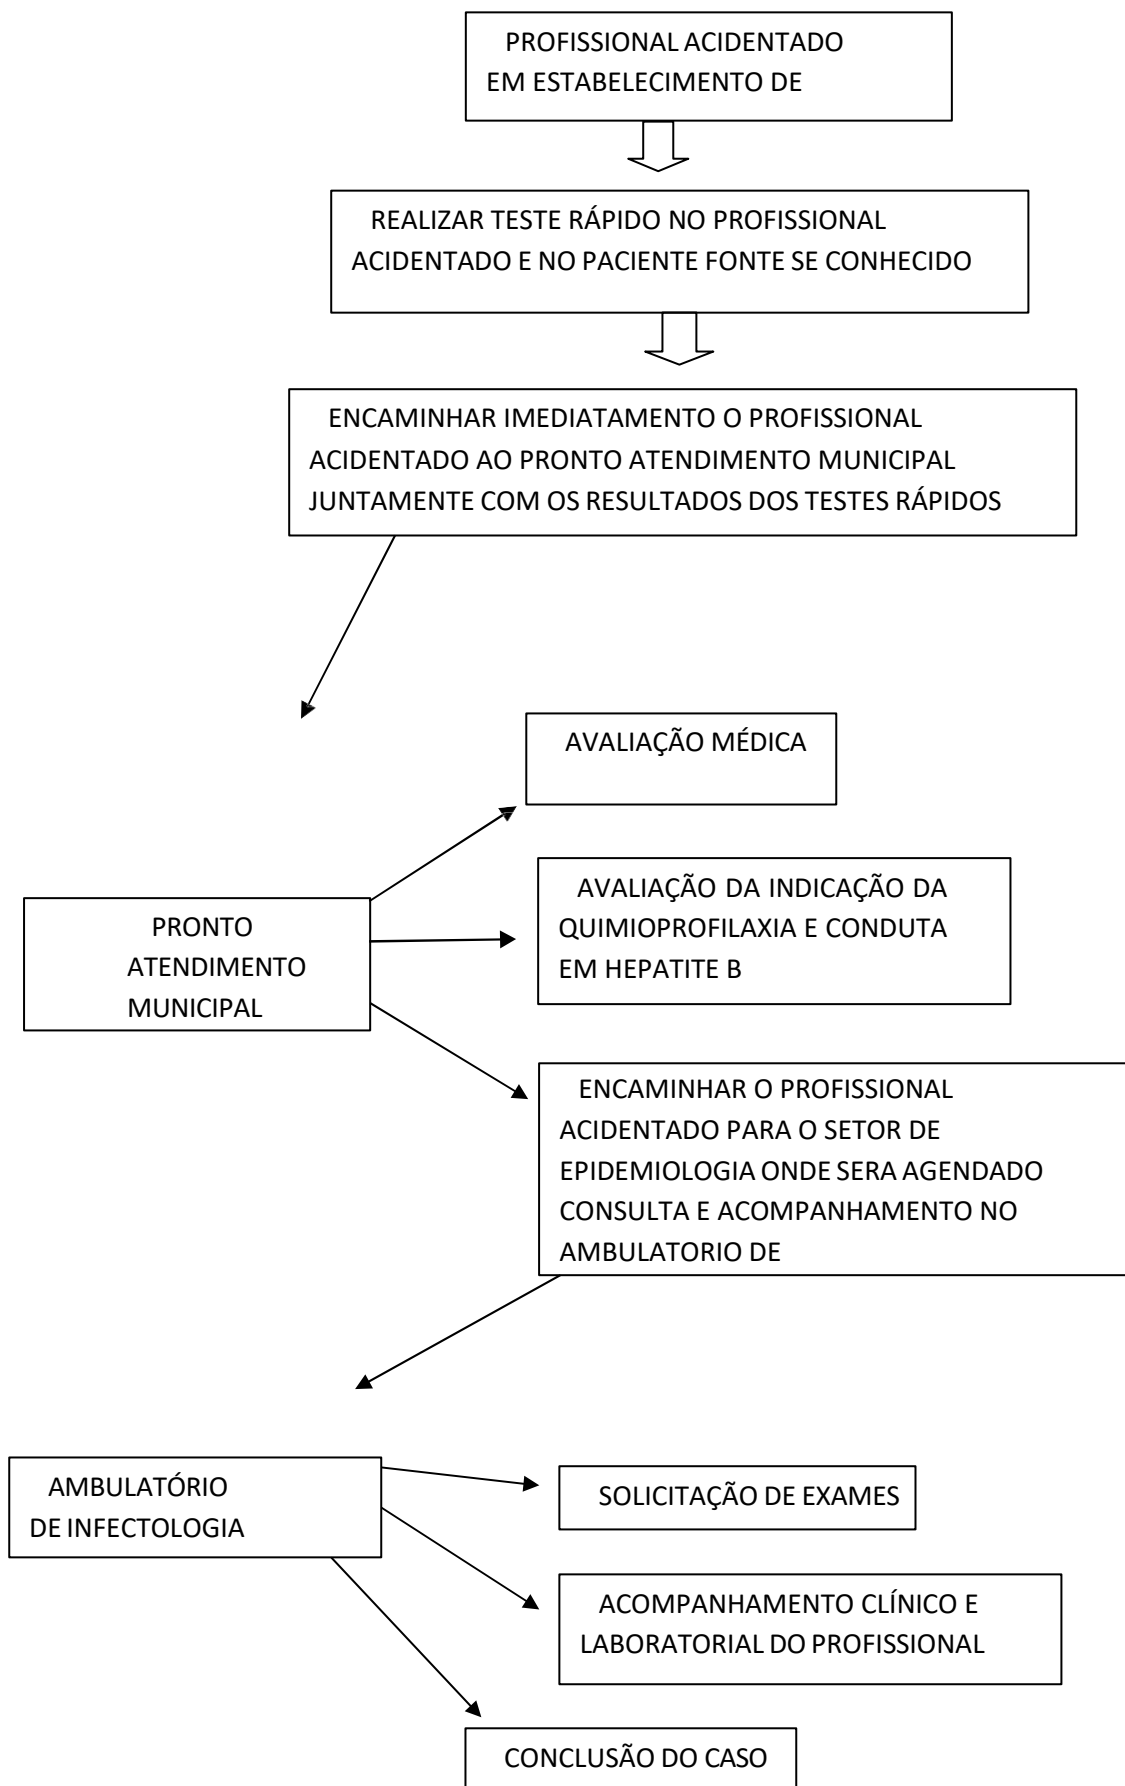 PROFISSIONAL ACIDENTADO
EM ESTABELECIMENTO DE
REALIZAR TESTE RÁPIDO NO PROFISSIONAL
ACIDENTADO E NO PACIENTE FONTE SE CONHECIDO
ENCAMINHAR IMEDIATAMENTO O PROFISSIONAL
ACIDENTADO AO PRONTO ATENDIMENTO MUNICIPAL
JUNTAMENTE COM OS RESULTADOS DOS TESTES RÁPIDOS
AVALIAÇÃO MÉDICA
AVALIAÇÃO DA INDICAÇÃO DA
QUIMIOPROFILAXIA E CONDUTA
EM HEPATITE B
PRONTO
ATENDIMENTO
MUNICIPAL
ENCAMINHAR O PROFISSIONAL
ACIDENTADO PARA O SETOR DE
EPIDEMIOLOGIA ONDE SERA AGENDADO
CONSULTA E ACOMPANHAMENTO NO
AMBULATORIO DE
AMBULATÓRIO
DE INFECTOLOGIA
SOLICITAÇÃO DE EXAMES
ACOMPANHAMENTO CLÍNICO E
LABORATORIAL DO PROFISSIONAL
CONCLUSÃO DO CASO